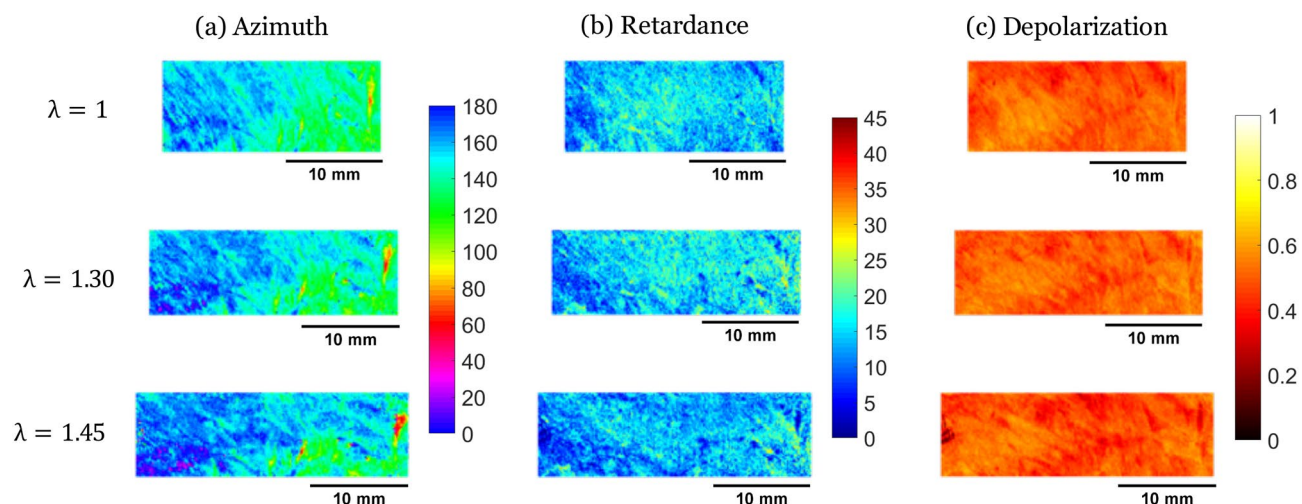 (a) Azimuth
(b) Retardance
(c) Depolarization
λ = 1
10 mm
10 mm
10 mm
λ = 1.30
10 mm
10 mm
10 mm
λ = 1.45
10 mm
10 mm
10 mm
180
160
140
120
100
80
60
40
20
0
45
40
35
30
25
20
15
10
5
0
1
0.8
0.6
0.4
0.2
0